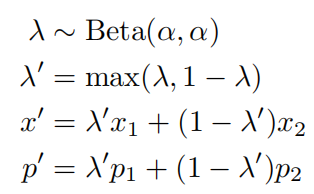 λ ∼ Beta(α, α)
λ′ = max(λ, 1 − λ)
x′ = λ′x₁ + (1 − λ′)x₂
p′ = λ′p₁ + (1 − λ′)p₂